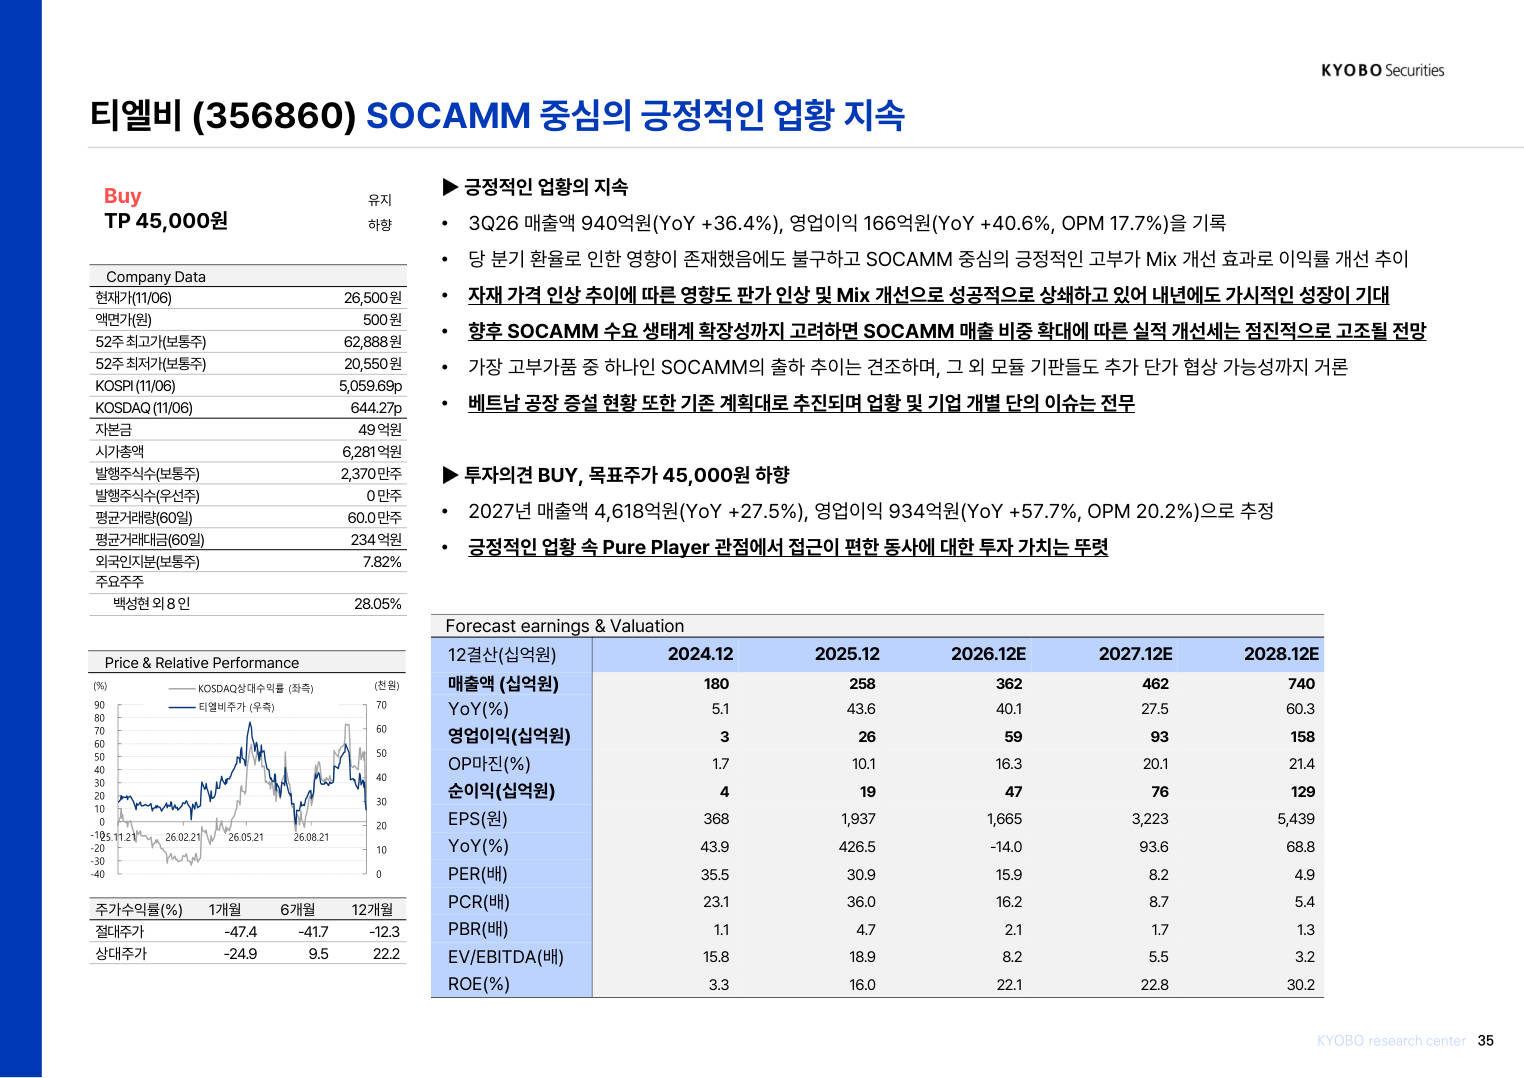 KYOBO Securities
티엘비 (356860) SOCAMM 중심의 긍정적인 업황 지속
Buy 유지
TP 45,000원 하향
Company Data
현재가(11/06) 26,500 원
액면가(원) 500 원
52주 최고가(보통주) 62,888 원
52주 최저가(보통주) 20,550 원
KOSPI (11/06) 5,059.69p
KOSDAQ (11/06) 644.27p
자본금 49 억원
시가총액 6,281 억원
발행주식수(보통주) 2,370 만주
발행주식수(우선주) 0 만주
평균거래량(60일) 60.0 만주
평균거래대금(60일) 234 억원
외국인지분(보통주) 7.82%
주요주주
백성현 외 8 인 28.05%
Price & Relative Performance
(%) KOSDAQ상대수익률 (좌측) (천원)
티엘비주가 (우측)
90 70
80
70 60
60
50 50
40 40
30
20 30
10
0 20
-10 25.11.21 26.02.21 26.05.21 26.08.21
-20 10
-30
-40 0
주가수익률(%) 1개월 6개월 12개월
절대주가 -47.4 -41.7 -12.3
상대주가 -24.9 9.5 22.2
▶ 긍정적인 업황의 지속
• 3Q26 매출액 940억원(YoY +36.4%), 영업이익 166억원(YoY +40.6%, OPM 17.7%)을 기록
• 당 분기 환율로 인한 영향이 존재했음에도 불구하고 SOCAMM 중심의 긍정적인 고부가 Mix 개선 효과로 이익률 개선 추이
• 자재 가격 인상 추이에 따른 영향도 판가 인상 및 Mix 개선으로 성공적으로 상쇄하고 있어 내년에도 가시적인 성장이 기대
• 향후 SOCAMM 수요 생태계 확장성까지 고려하면 SOCAMM 매출 비중 확대에 따른 실적 개선세는 점진적으로 고조될 전망
• 가장 고부가품 중 하나인 SOCAMM의 출하 추이는 견조하며, 그 외 모듈 기판들도 추가 단가 협상 가능성까지 거론
• 베트남 공장 증설 현황 또한 기존 계획대로 추진되며 업황 및 기업 개별 단의 이슈는 전무
▶ 투자의견 BUY, 목표주가 45,000원 하향
• 2027년 매출액 4,618억원(YoY +27.5%), 영업이익 934억원(YoY +57.7%, OPM 20.2%)으로 추정
• 긍정적인 업황 속 Pure Player 관점에서 접근이 편한 동사에 대한 투자 가치는 뚜렷
Forecast earnings & Valuation
12결산(십억원) 2024.12 2025.12 2026.12E 2027.12E 2028.12E
매출액 (십억원) 180 258 362 462 740
YoY(%) 5.1 43.6 40.1 27.5 60.3
영업이익(십억원) 3 26 59 93 158
OP마진(%) 1.7 10.1 16.3 20.1 21.4
순이익(십억원) 4 19 47 76 129
EPS(원) 368 1,937 1,665 3,223 5,439
YoY(%) 43.9 426.5 -14.0 93.6 68.8
PER(배) 35.5 30.9 15.9 8.2 4.9
PCR(배) 23.1 36.0 16.2 8.7 5.4
PBR(배) 1.1 4.7 2.1 1.7 1.3
EV/EBITDA(배) 15.8 18.9 8.2 5.5 3.2
ROE(%) 3.3 16.0 22.1 22.8 30.2
KYOBO research center 35